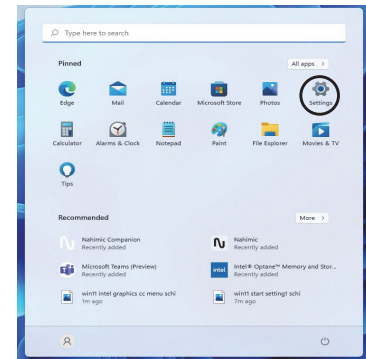 Type here to search
Pinned
All apps >
Edge
Mail
Calendar
Microsoft Store
Photos
Settings
Calculator
Alarms & Clock
Notepad
Paint
File Explorer
Movies & TV
Tips
Recommended
More >
Nahimic Companion
Recently added
Nahimic
Recently added
Microsoft Teams (Preview)
Recently added
intel
Intel® Optane™ Memory and Stor...
Recently added
win11 intel graphics cc menu schi
1m ago
win11 start setting1 schi
7m ago